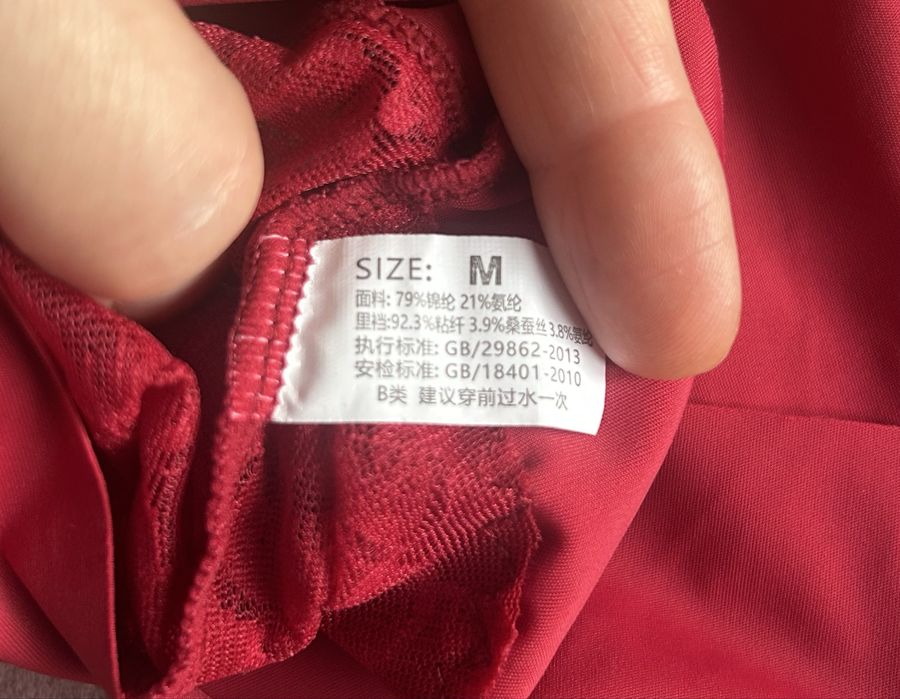 SIZE: M
面料: 79%锦纶 21%氨纶
里裆:92.3%粘纤 3.9%桑蚕丝 3.8%氨纶
执行标准: GB/29862-2013
安检标准: GB/18401-2010
B类 建议穿前过水一次